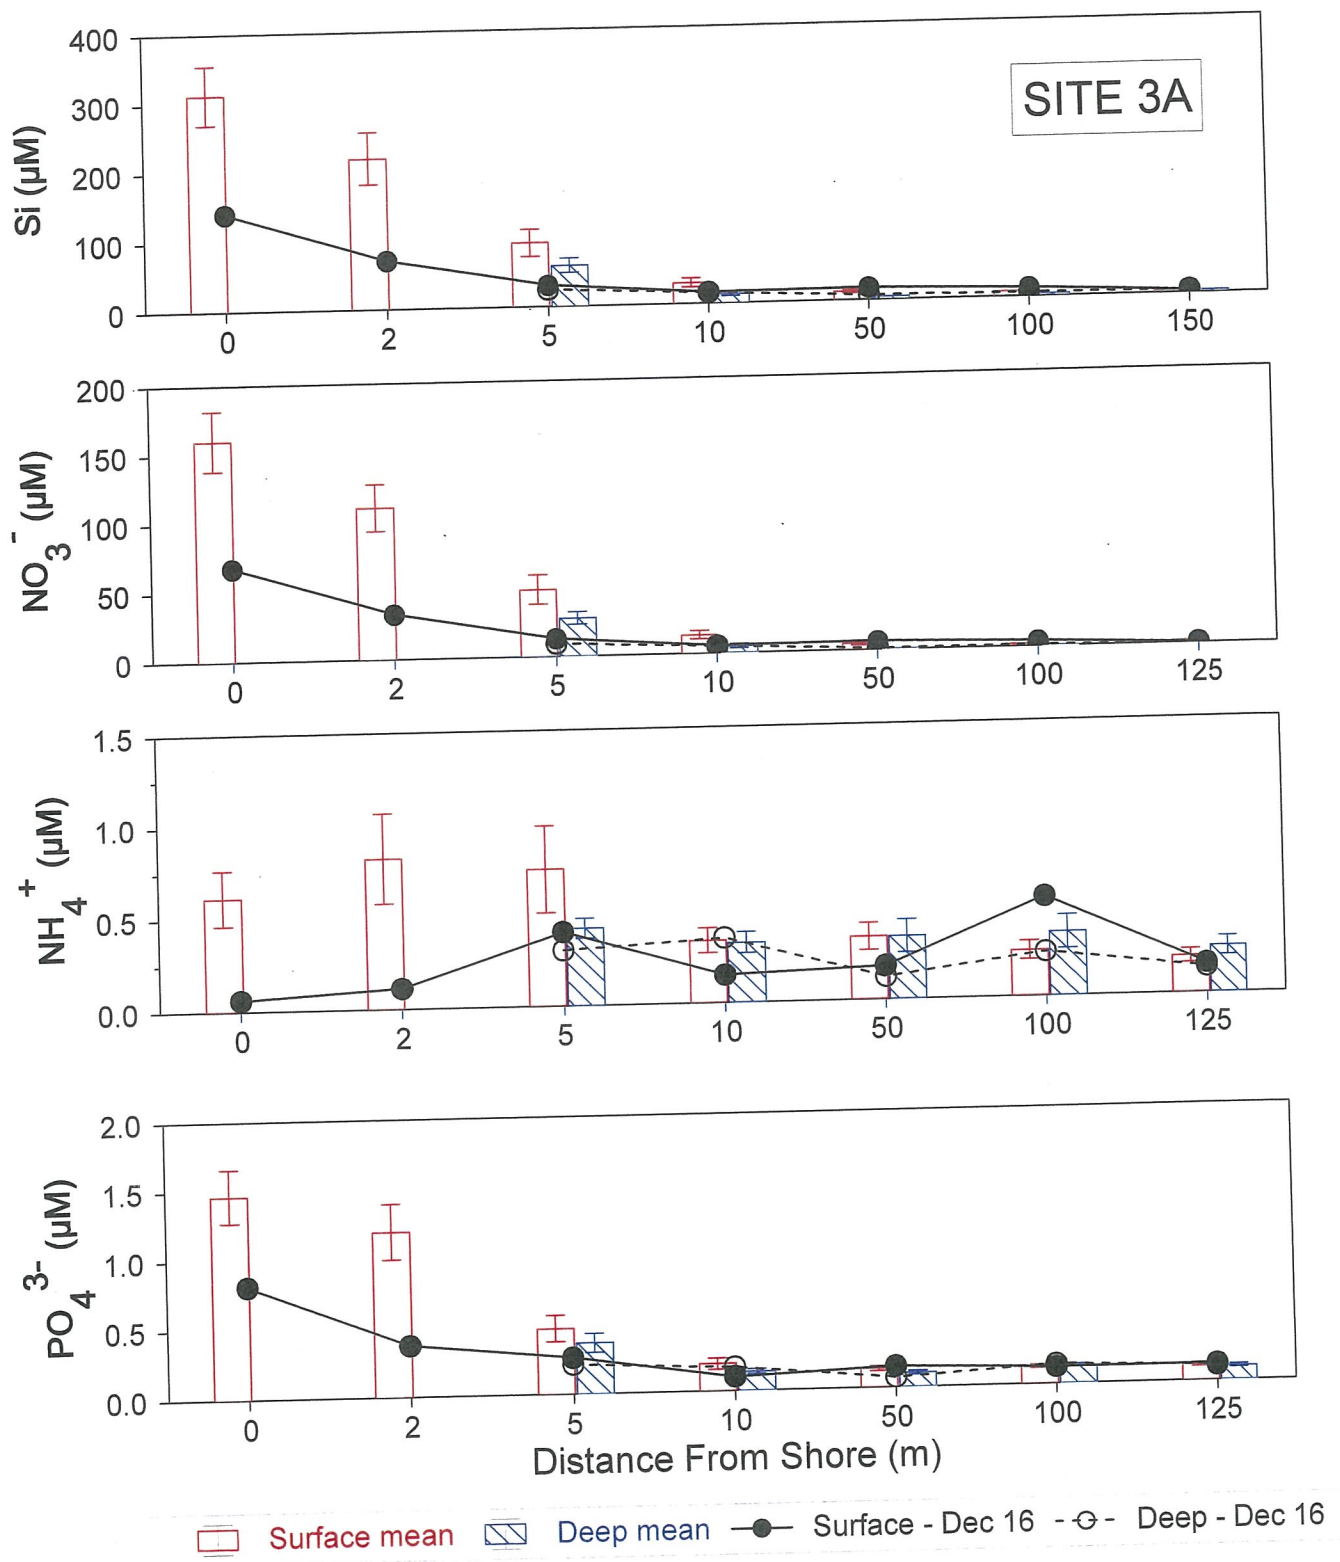 SITE 3A
Si (µM)
400
300
200
100
0
0 2 5 10 50 100 150
NO₃⁻ (µM)
200
150
100
50
0
0 2 5 10 50 100 125
NH₄⁺ (µM)
1.5
1.0
0.5
0.0
0 2 5 10 50 100 125
PO₄³⁻ (µM)
2.0
1.5
1.0
0.5
0.0
0 2 5 10 50 100 125
Distance From Shore (m)
Surface mean Deep mean Surface - Dec 16 Deep - Dec 16